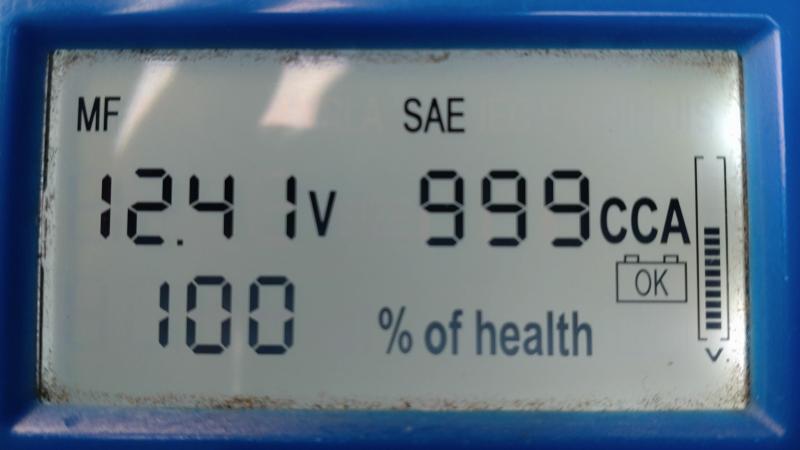 MF SAE
12.41V 999CCA
OK
100 % of health